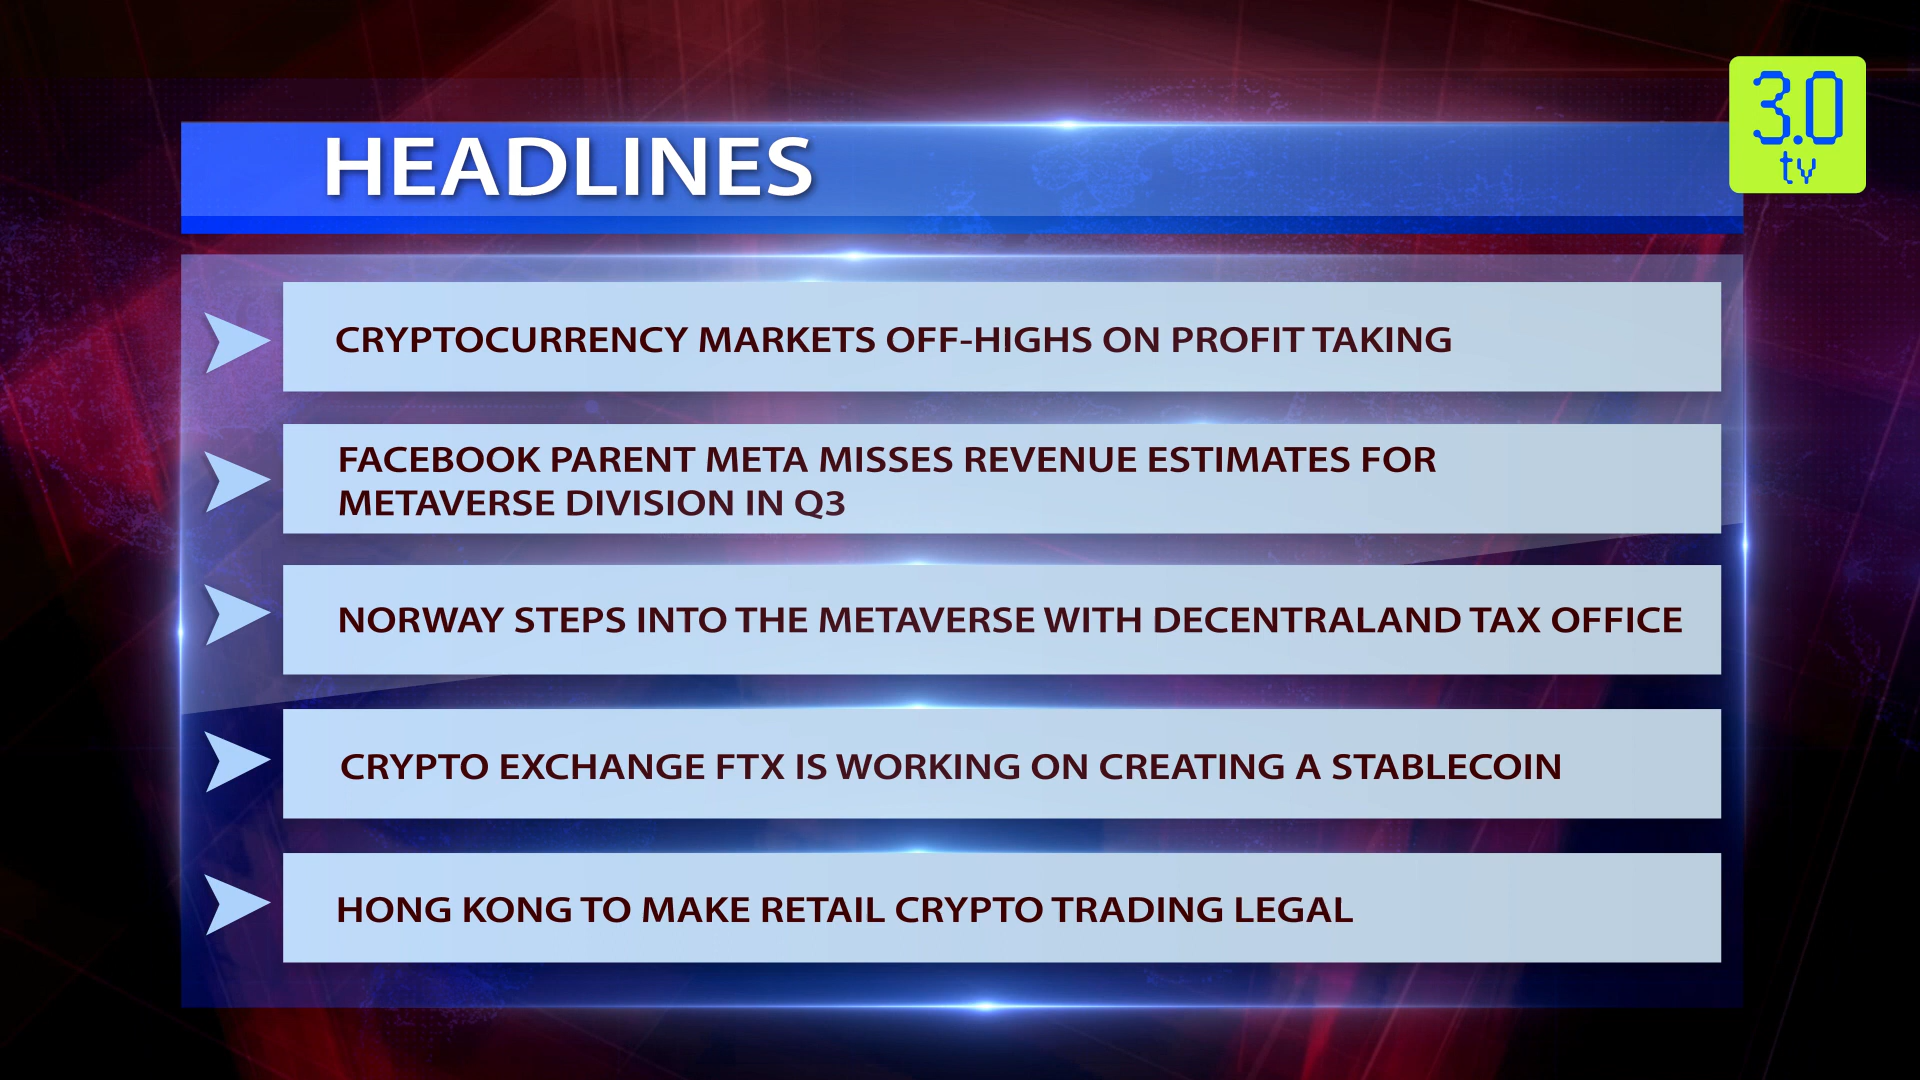 HEADLINES
3.0
tv
CRYPTOCURRENCY MARKETS OFF-HIGHS ON PROFIT TAKING
FACEBOOK PARENT META MISSES REVENUE ESTIMATES FOR
METAVERSE DIVISION IN Q3
NORWAY STEPS INTO THE METAVERSE WITH DECENTRALAND TAX OFFICE
CRYPTO EXCHANGE FTX IS WORKING ON CREATING A STABLECOIN
HONG KONG TO MAKE RETAIL CRYPTO TRADING LEGAL